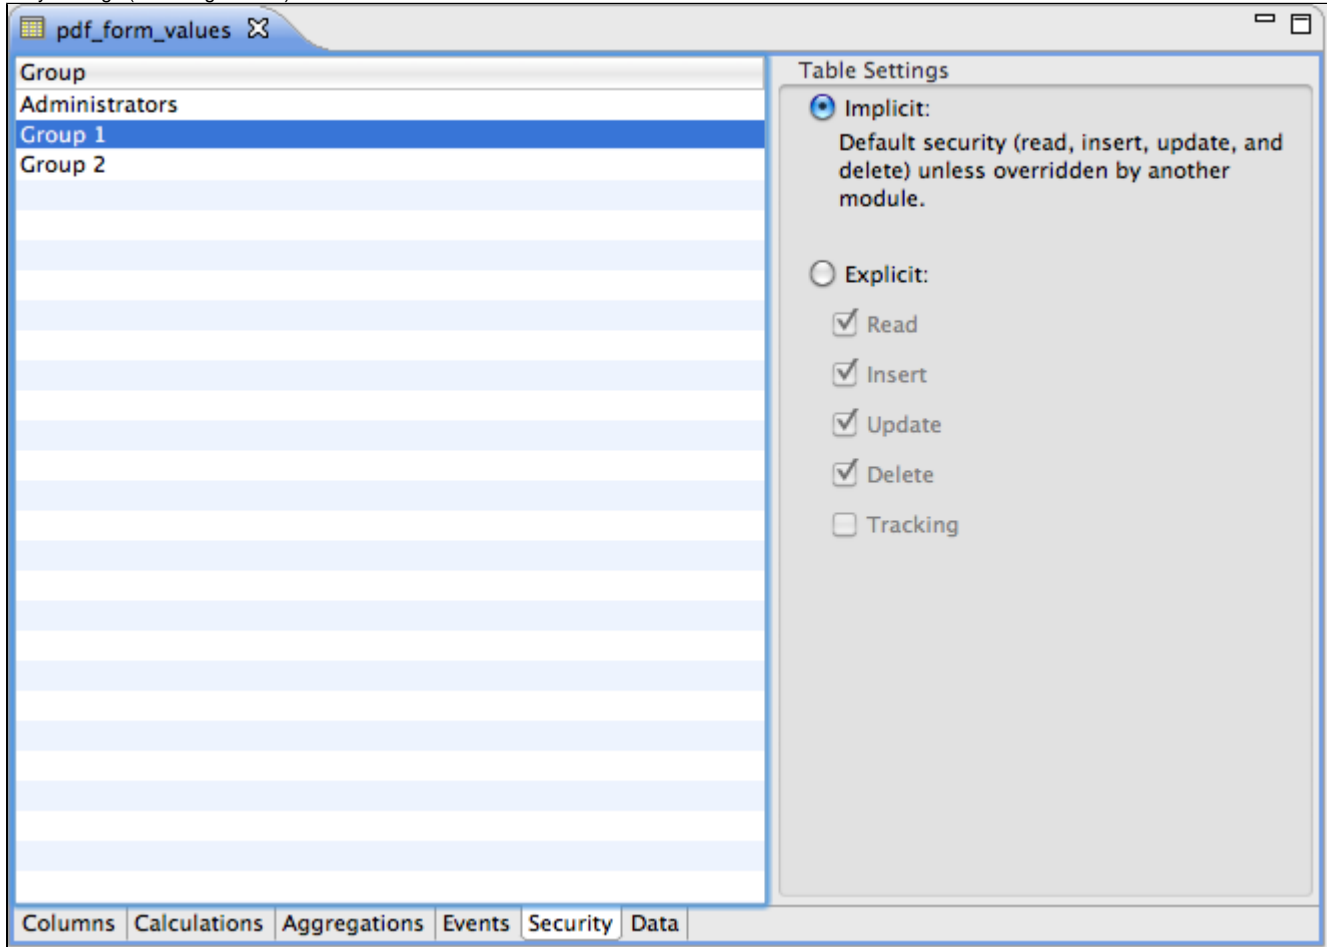 pdf_form_values
Group
Administrators
Group 1
Group 2
Table Settings
Implicit:
Default security (read, insert, update, and
delete) unless overridden by another
module.
Explicit:
Read
Insert
Update
Delete
Tracking
Columns Calculations Aggregations Events Security Data